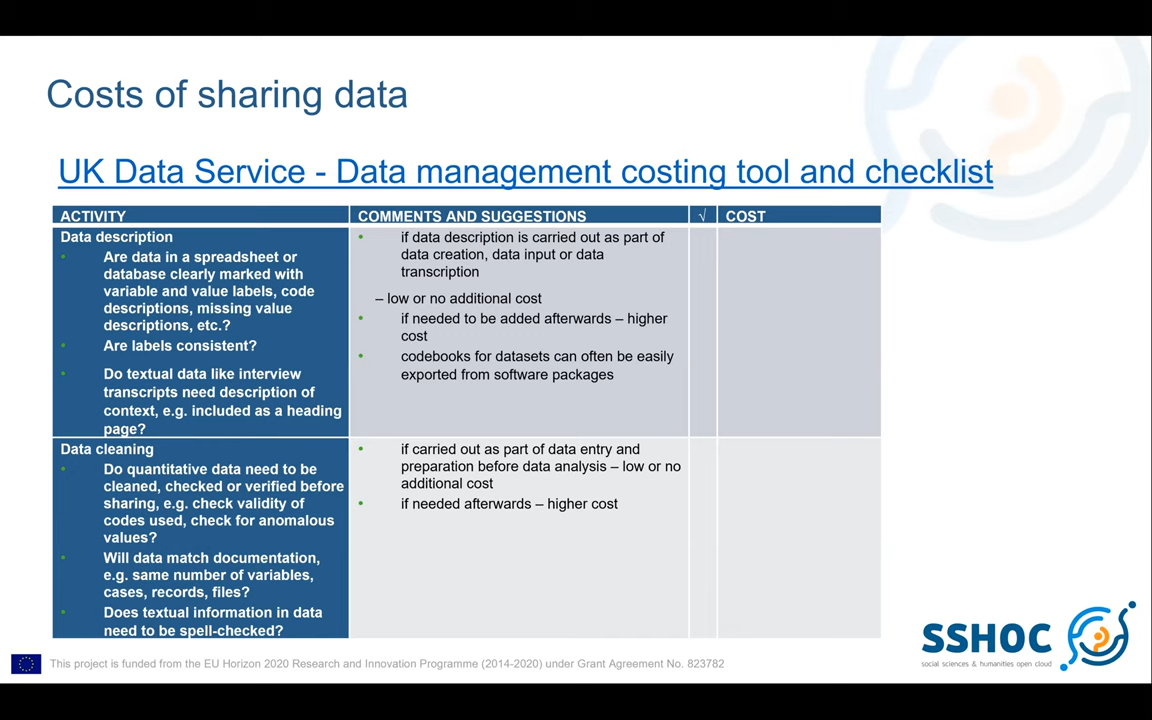 Costs of sharing data
UK Data Service - Data management costing tool and checklist
ACTIVITY
COMMENTS AND SUGGESTIONS
√
COST
Data description
• Are data in a spreadsheet or
database clearly marked with
variable and value labels, code
descriptions, missing value
descriptions, etc.?
• Are labels consistent?
• Do textual data like interview
transcripts need description of
context, e.g. included as a heading
page?
• if data description is carried out as part of
data creation, data input or data
transcription
– low or no additional cost
• if needed to be added afterwards – higher
cost
• codebooks for datasets can often be easily
exported from software packages
Data cleaning
• Do quantitative data need to be
cleaned, checked or verified before
sharing, e.g. check validity of
codes used, check for anomalous
values?
• Will data match documentation,
e.g. same number of variables,
cases, records, files?
• Does textual information in data
need to be spell-checked?
• if carried out as part of data entry and
preparation before data analysis – low or no
additional cost
• if needed afterwards – higher cost
SSHOC
social sciences & humanities open cloud
This project is funded from the EU Horizon 2020 Research and Innovation Programme (2014-2020) under Grant Agreement No. 823782